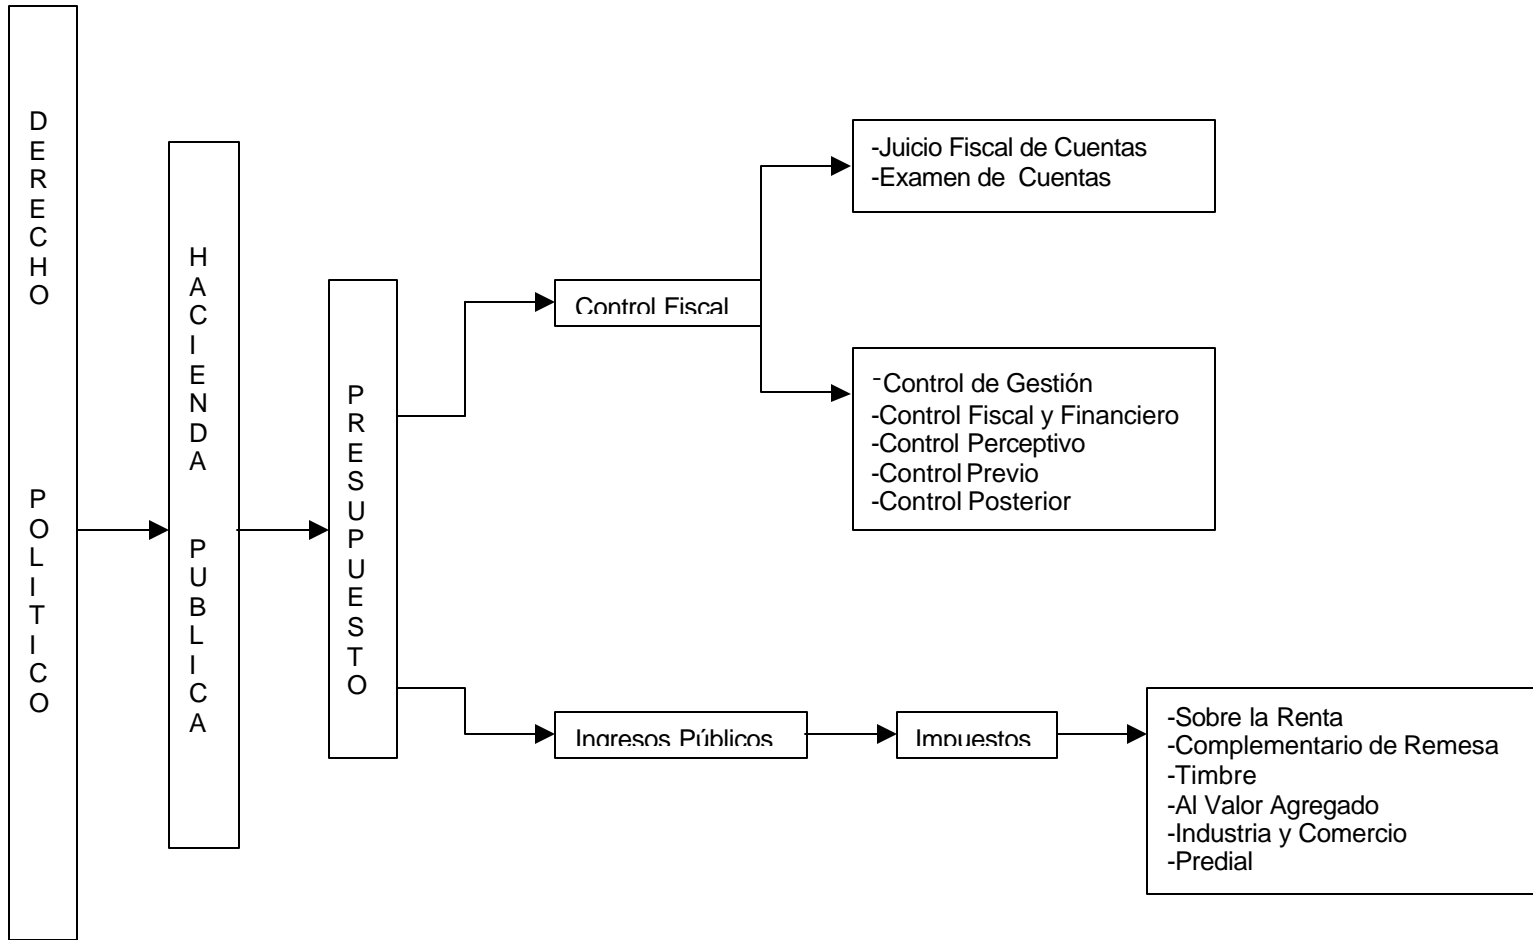 DERECHO POLITICO
HACIENDA PUBLICA
PRESUPUESTO
Control Fiscal
-Juicio Fiscal de Cuentas
-Examen de Cuentas
-Control de Gestión
-Control Fiscal y Financiero
-Control Perceptivo
-Control Previo
-Control Posterior
Ingresos Públicos
Impuestos
-Sobre la Renta
-Complementario de Remesa
-Timbre
-Al Valor Agregado
-Industria y Comercio
-Predial